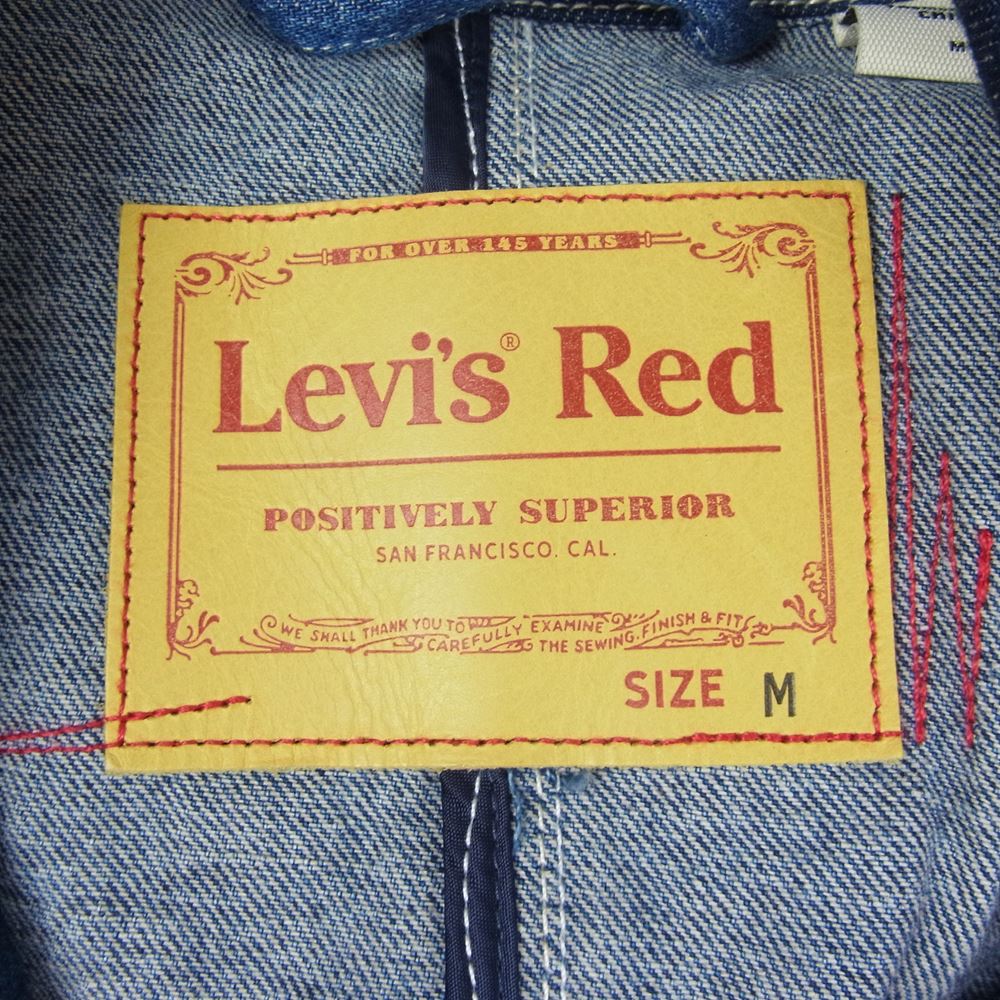 FOR OVER 145 YEARS
Levi's® Red
POSITIVELY SUPERIOR
SAN FRANCISCO. CAL.
WE SHALL THANK YOU TO CAREFULLY EXAMINE THE SEWING, FINISH & FIT
SIZE M